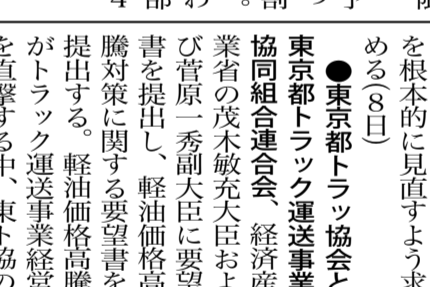 を根本的に見直すよう求
める(8日)
●東京都トラッ協会と
東京都トラック運送事業
協同組合連合会、経済産
業省の茂木敏充大臣およ
び菅原一秀副大臣に要望
書を提出し、軽油価格高
騰対策に関する要望書を
提出する。軽油価格高騰
がトラック運送事業経営
を直撃する中、東ト協の